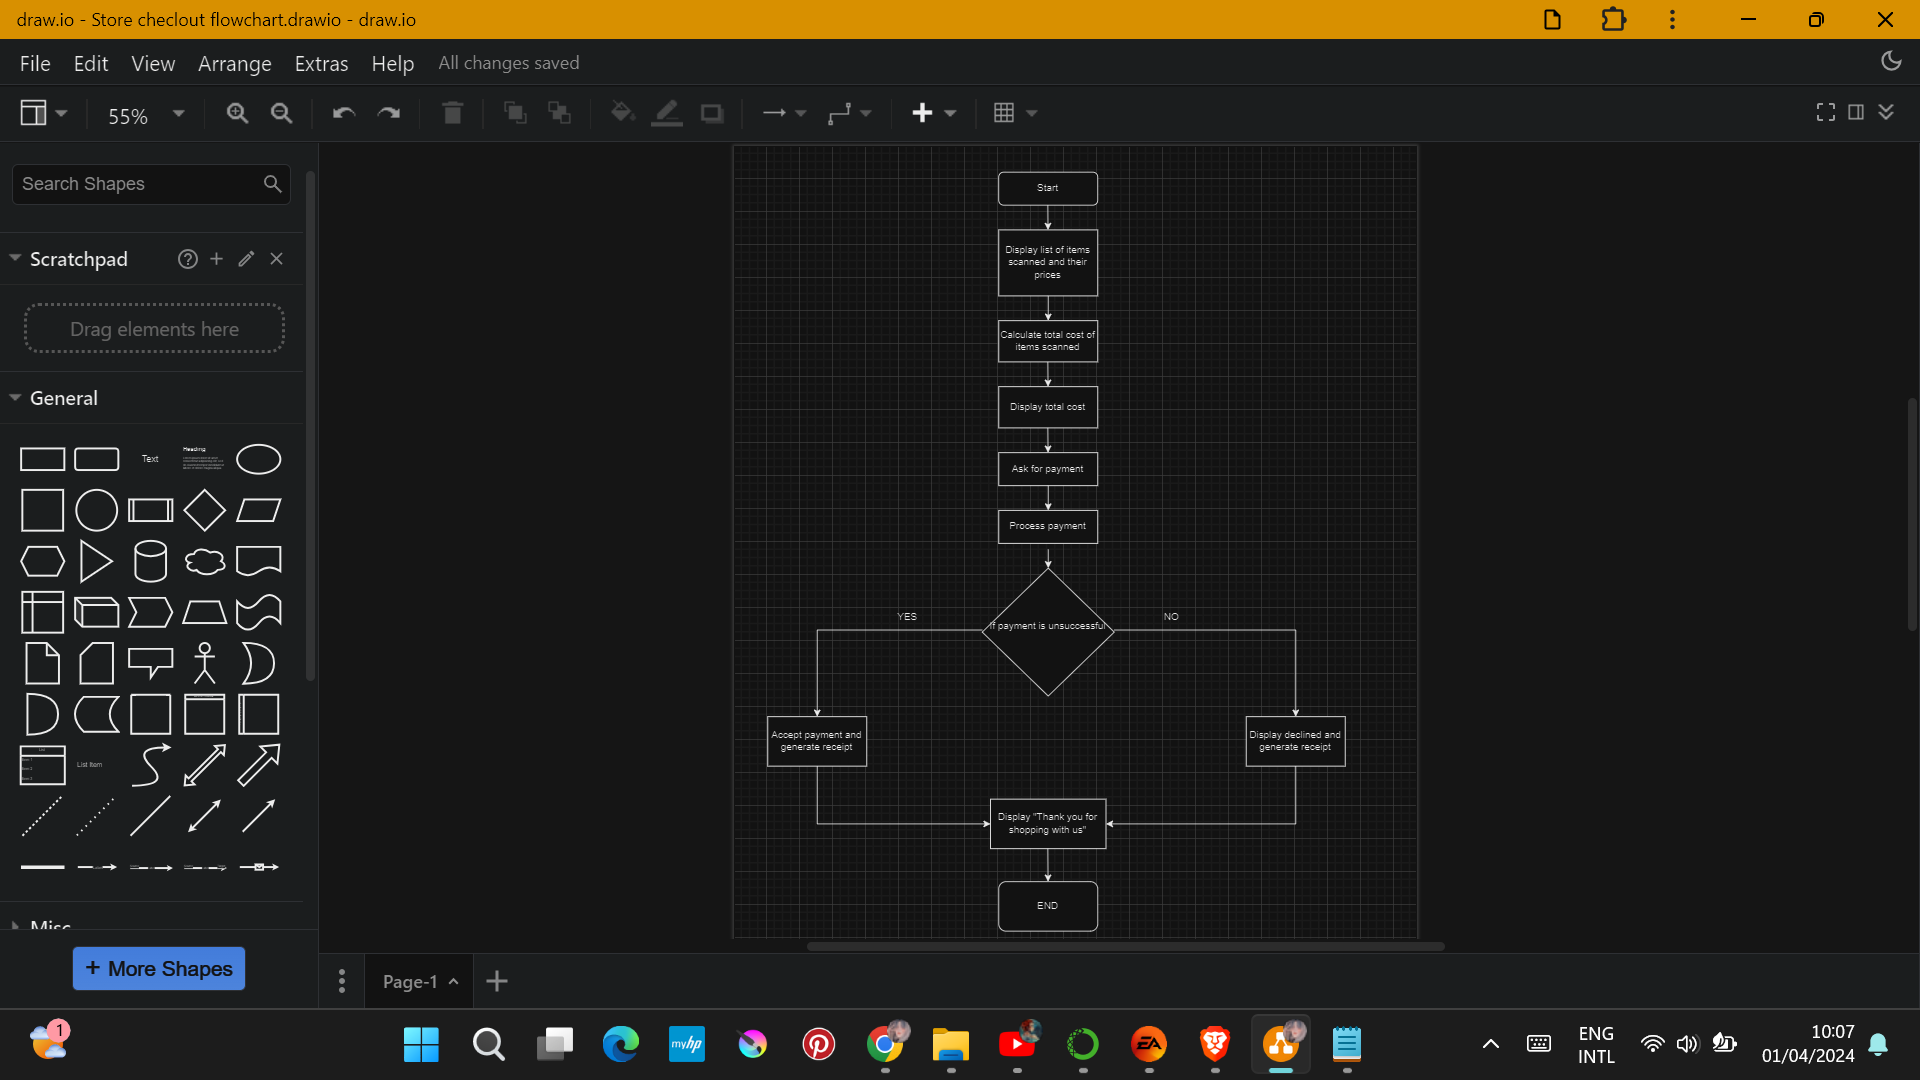 draw.io - Store checlout flowchart.drawio - draw.io
File Edit View Arrange Extras Help All changes saved
55%
Search Shapes
Scratchpad
Drag elements here
General
Text
Heading
List Item
Misc
+ More Shapes
Start
Display list of items
scanned and their
prices
Calculate total cost of
items scanned
Display total cost
Ask for payment
Process payment
If payment is unsuccessful
YES
NO
Accept payment and
generate receipt
Display declined and
generate receipt
Display "Thank you for
shopping with us"
END
Page-1
1
myhp
EA
ENG
INTL
10:07
01/04/2024